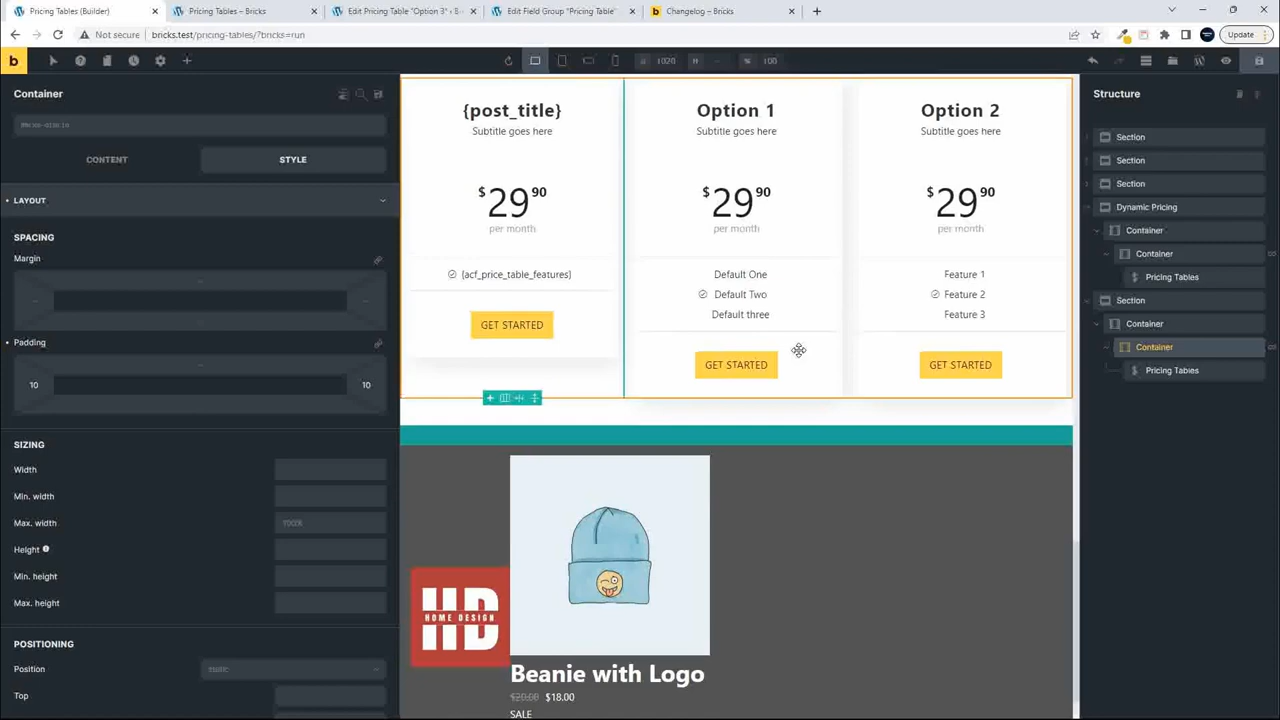 Pricing Tables (Builder)
Pricing Tables – Bricks
Edit Pricing Table "Option 3" ‹ B
Edit Field Group "Pricing Table"
Changelog – Bricks
Not secure
bricks.test/pricing-tables/?bricks=run
Update
b
1020
100
Container
CONTENT
STYLE
LAYOUT
SPACING
Margin
Padding
10
10
SIZING
Width
Min. width
Max. width
100%
Height
Min. height
Max. height
POSITIONING
Position
Static
Top
{post_title}
Subtitle goes here
$ 29 90
per month
{acf_price_table_features}
GET STARTED
Option 1
Subtitle goes here
$ 29 90
per month
Default One
Default Two
Default three
GET STARTED
Option 2
Subtitle goes here
$ 29 90
per month
Feature 1
Feature 2
Feature 3
GET STARTED
HD
HOME DESIGN
Beanie with Logo
$20.00 $18.00
SALE
Structure
Section
Section
Section
Dynamic Pricing
Container
Container
Pricing Tables
Section
Container
Container
Pricing Tables